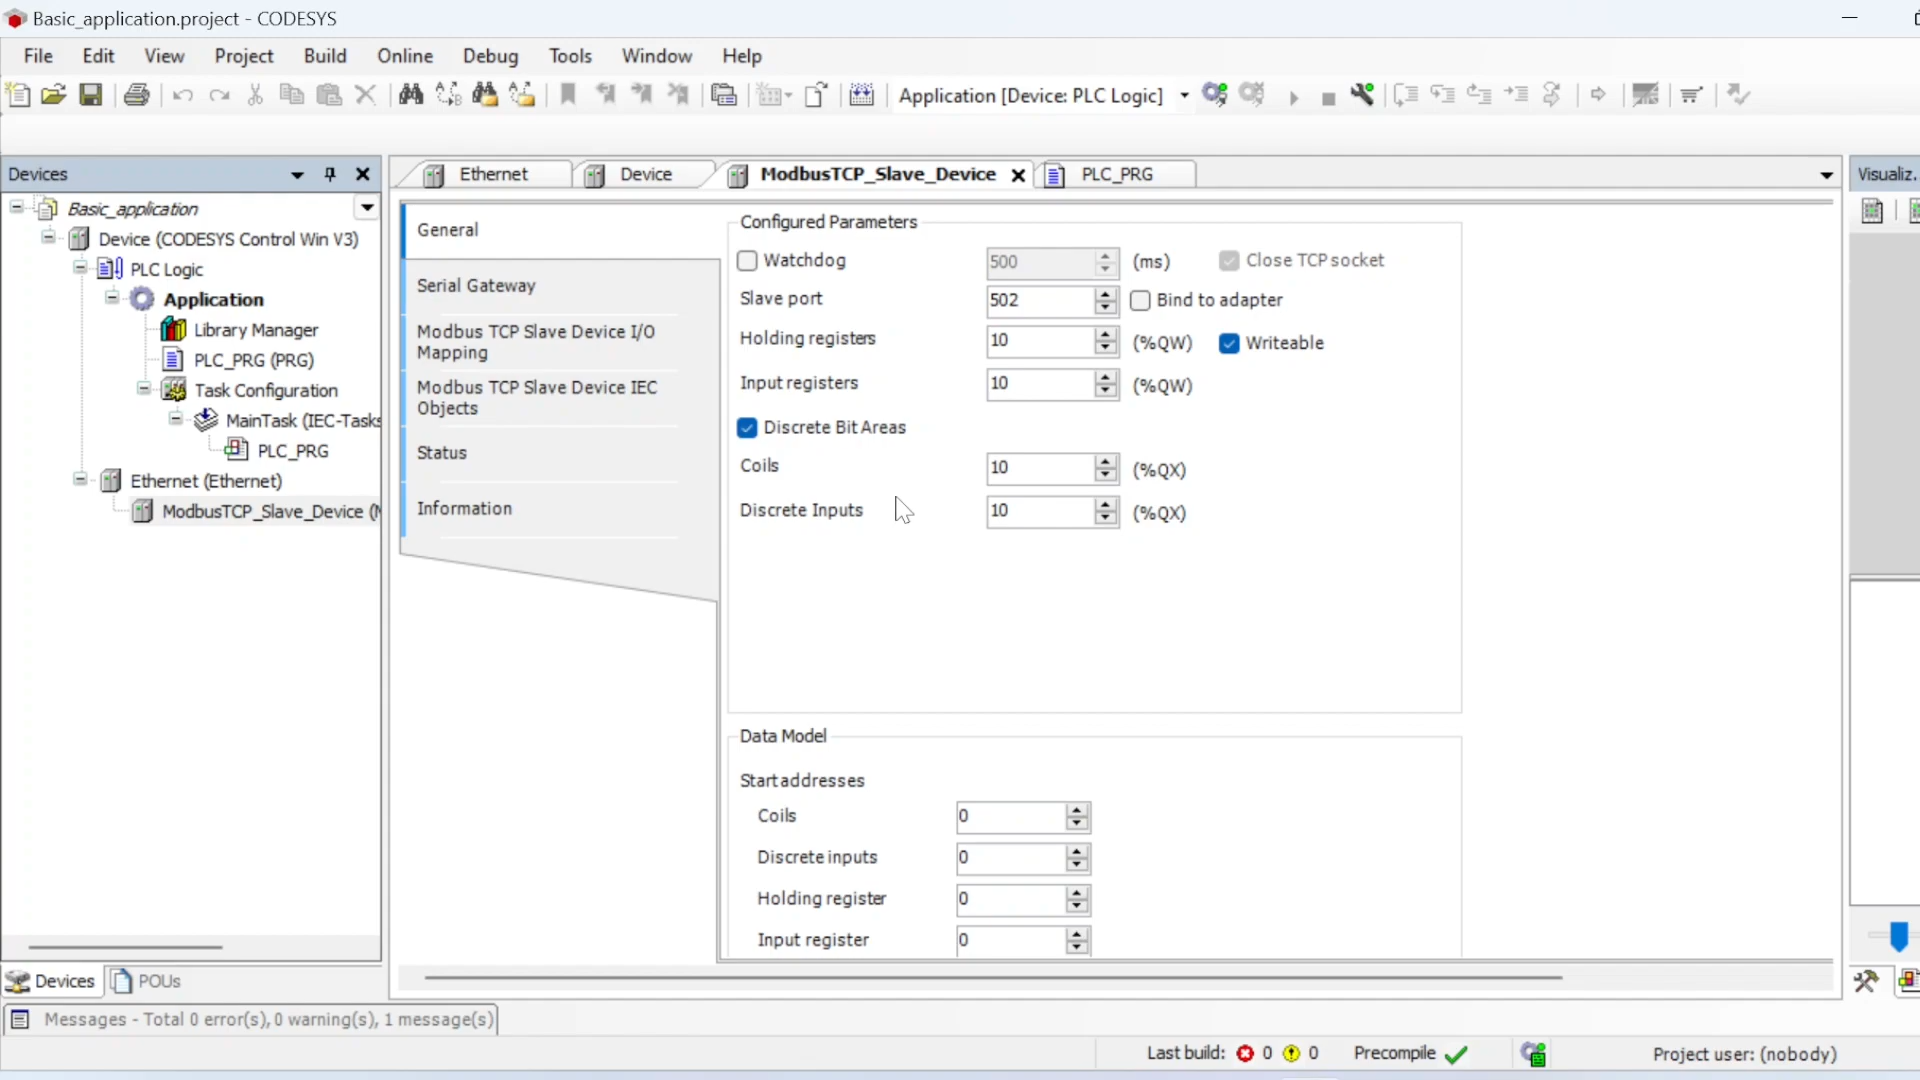 Basic_application.project - CODESYS
File Edit View Project Build Online Debug Tools Window Help
Application [Device: PLC Logic]
Devices
Basic_application
Device (CODESYS Control Win V3)
PLC Logic
Application
Library Manager
PLC_PRG (PRG)
Task Configuration
MainTask (IEC-Tasks
PLC_PRG
Ethernet (Ethernet)
ModbusTCP_Slave_Device (
Devices POUs
Ethernet Device ModbusTCP_Slave_Device PLC_PRG
General
Serial Gateway
Modbus TCP Slave Device I/O
Mapping
Modbus TCP Slave Device IEC
Objects
Status
Information
Configured Parameters
Watchdog 500 (ms) Close TCP socket
Slave port 502 Bind to adapter
Holding registers 10 (%QW) Writeable
Input registers 10 (%QW)
Discrete Bit Areas
Coils 10 (%QX)
Discrete Inputs 10 (%QX)
Data Model
Startaddresses
Coils 0
Discrete inputs 0
Holding register 0
Input register 0
Visualiz.
Messages - Total 0 error(s), 0 warning(s), 1 message(s)
Last build: 0 0 Precompile Project user: (nobody)